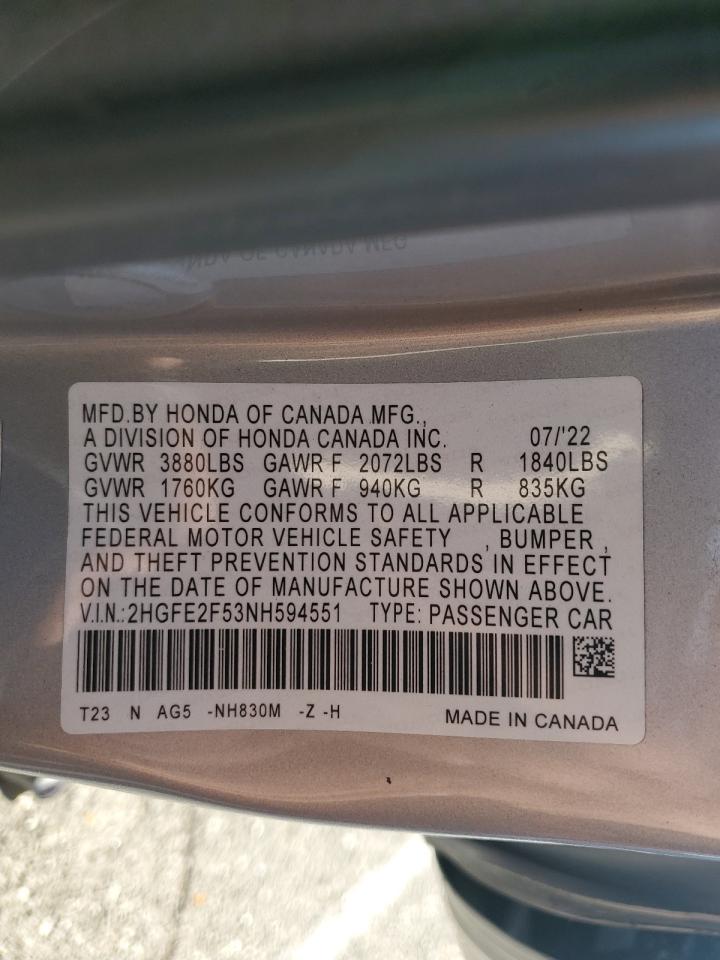 MFD.BY HONDA OF CANADA MFG.,
A DIVISION OF HONDA CANADA INC. 07/'22
GVWR 3880LBS GAWR F 2072LBS R 1840LBS
GVWR 1760KG GAWR F 940KG R 835KG
THIS VEHICLE CONFORMS TO ALL APPLICABLE
FEDERAL MOTOR VEHICLE SAFETY , BUMPER ,
AND THEFT PREVENTION STANDARDS IN EFFECT
ON THE DATE OF MANUFACTURE SHOWN ABOVE.
V.I.N.:2HGFE2F53NH594551 TYPE: PASSENGER CAR
T23 N AG5 -NH830M -Z -H MADE IN CANADA